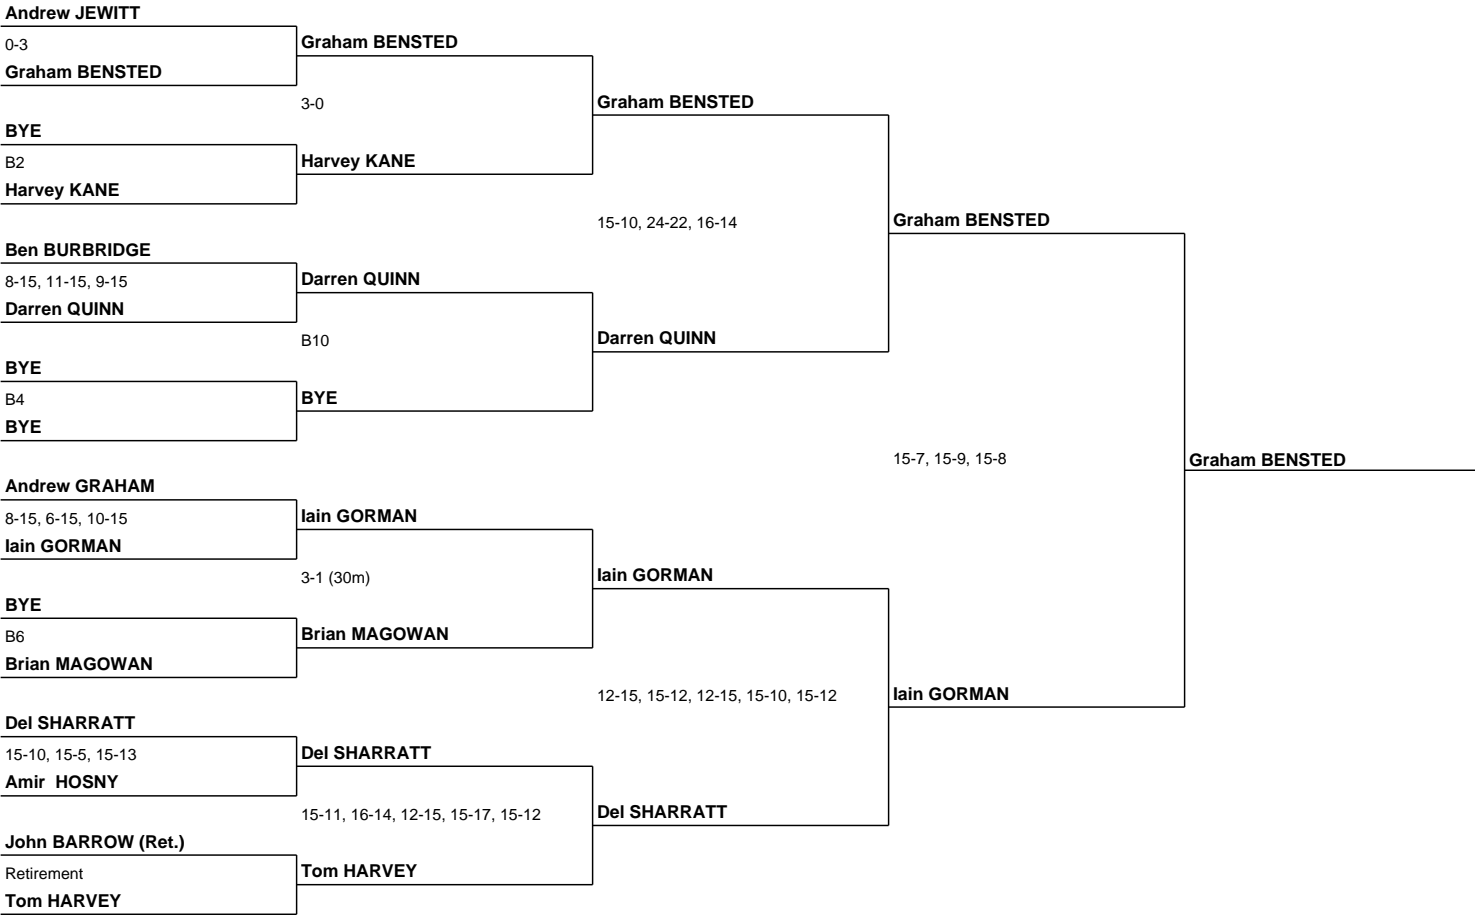 Andrew JEWITT
0-3
Graham BENSTED
BYE
B2
Harvey KANE
Ben BURBRIDGE
8-15, 11-15, 9-15
Darren QUINN
BYE
B4
BYE
Andrew GRAHAM
8-15, 6-15, 10-15
Iain GORMAN
BYE
B6
Brian MAGOWAN
Del SHARRATT
15-10, 15-5, 15-13
Amir  HOSNY
John BARROW (Ret.)
Retirement
Tom HARVEY
Graham BENSTED
3-0
Harvey KANE
Darren QUINN
B10
BYE
Iain GORMAN
3-1 (30m)
Brian MAGOWAN
Del SHARRATT
15-11, 16-14, 12-15, 15-17, 15-12
Tom HARVEY
Graham BENSTED
15-10, 24-22, 16-14
Darren QUINN
Iain GORMAN
12-15, 15-12, 12-15, 15-10, 15-12
Del SHARRATT
Graham BENSTED
15-7, 15-9, 15-8
Iain GORMAN
Graham BENSTED